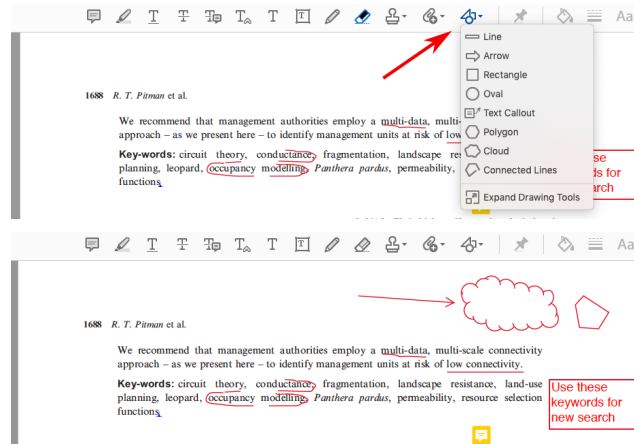 T T T T T T Aa
Line
Arrow
Rectangle
Oval
Text Callout
Polygon
Cloud
Connected Lines
Expand Drawing Tools
1688 R. T. Pitman et al.
We recommend that management authorities employ a multi-data, multi-
approach – as we present here – to identify management units at risk of low
Key-words: circuit theory, conductance, fragmentation, landscape res
planning, leopard, occupancy modelling, Panthera pardus, permeability,
functions
se
ds for
arch
T T T T T T Aa
1688 R. T. Pitman et al.
We recommend that management authorities employ a multi-data, multi-scale connectivity
approach – as we present here – to identify management units at risk of low connectivity.
Key-words: circuit theory, conductance, fragmentation, landscape resistance, land-use
planning, leopard, occupancy modelling, Panthera pardus, permeability, resource selection
functions
Use these
keywords for
new search